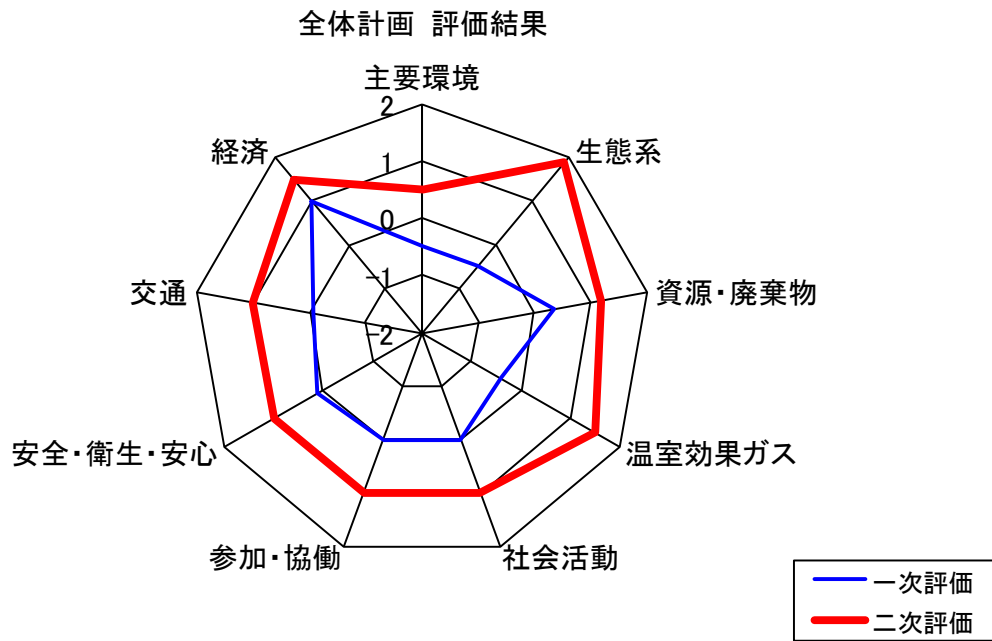 全体計画 評価結果
主要環境
2
生態系
経済
1
0
交通
資源・廃棄物
-1
-2
安全・衛生・安心
温室効果ガス
参加・協働
社会活動
一次評価
二次評価